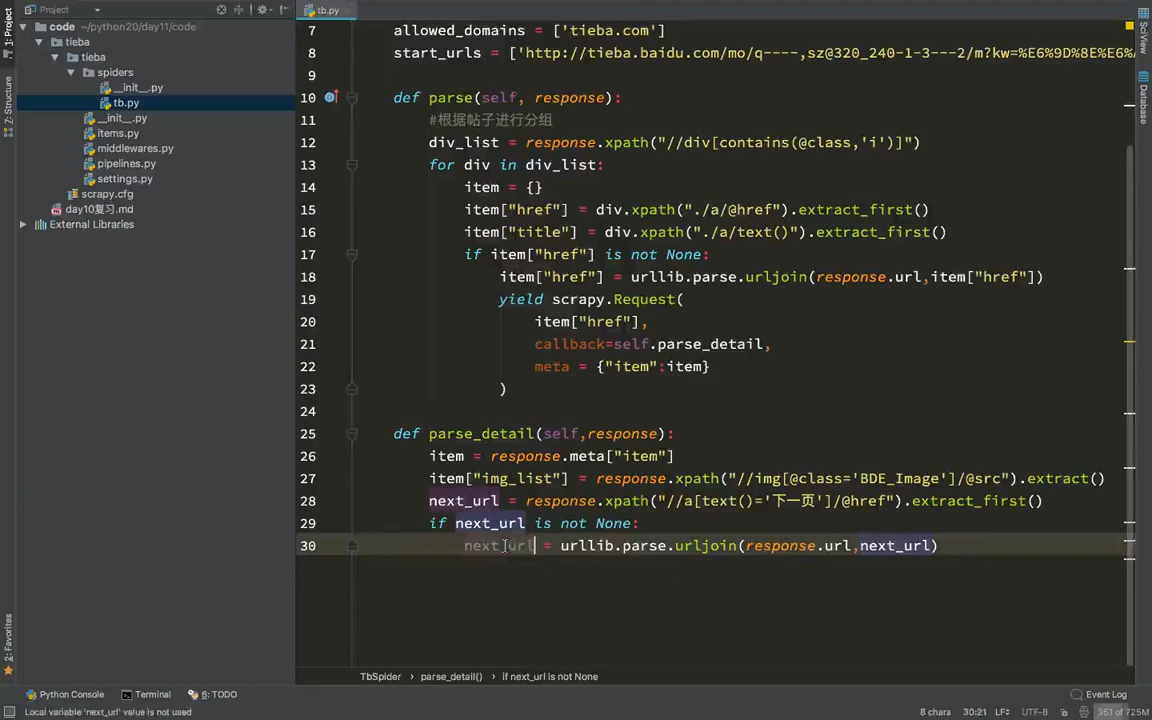 Project
tb.py
1: Project
Z: Structure
2: Favorites
SciView
Database
code ~/python20/day11/code
tieba
tieba
spiders
__init__.py
tb.py
__init__.py
items.py
middlewares.py
pipelines.py
settings.py
scrapy.cfg
day10复习.md
External Libraries
7 allowed_domains = ['tieba.com']
8 start_urls = ['http://tieba.baidu.com/mo/q----,sz@320_240-1-3---2/m?kw=%E6%9D%8E%E6%
9
10 def parse(self, response):
11 #根据帖子进行分组
12 div_list = response.xpath("//div[contains(@class,'i')]")
13 for div in div_list:
14 item = {}
15 item["href"] = div.xpath("./a/@href").extract_first()
16 item["title"] = div.xpath("./a/text()").extract_first()
17 if item["href"] is not None:
18 item["href"] = urllib.parse.urljoin(response.url,item["href"])
19 yield scrapy.Request(
20 item["href"],
21 callback=self.parse_detail,
22 meta = {"item":item}
23 )
24
25 def parse_detail(self,response):
26 item = response.meta["item"]
27 item["img_list"] = response.xpath("//img[@class='BDE_Image']/@src").extract()
28 next_url = response.xpath("//a[text()='下一页']/@href").extract_first()
29 if next_url is not None:
30 next_url = urllib.parse.urljoin(response.url,next_url)
TbSpider parse_detail() if next_url is not None
Python Console Terminal 6: TODO Event Log
Local variable 'next_url' value is not used 8 chars 30:21 LF÷ UTF-8 351 of 725M